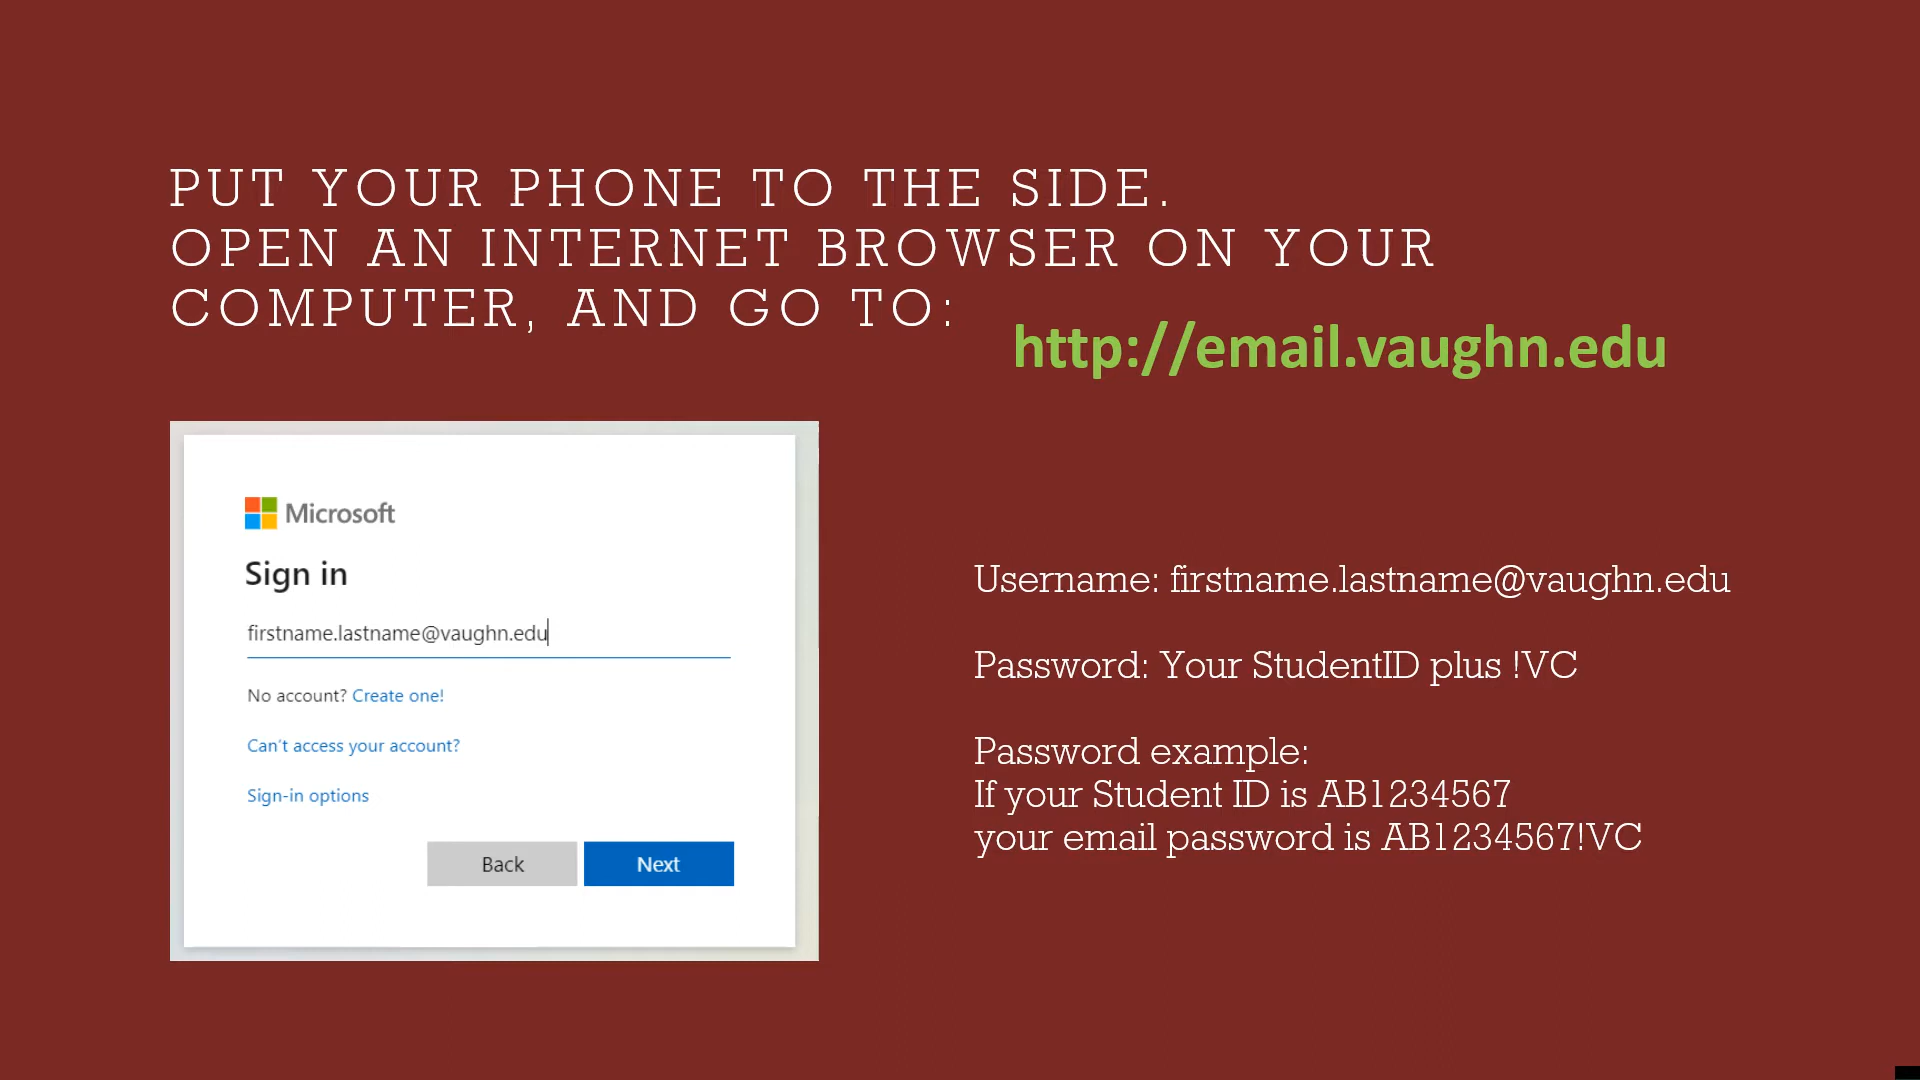 PUT YOUR PHONE TO THE SIDE.
OPEN AN INTERNET BROWSER ON YOUR
COMPUTER, AND GO TO:
http://email.vaughn.edu
Microsoft
Sign in
firstname.lastname@vaughn.edu
No account? Create one!
Can't access your account?
Sign-in options
Back
Next
Username: firstname.lastname@vaughn.edu
Password: Your StudentID plus !VC
Password example:
If your Student ID is AB1234567
your email password is AB1234567!VC